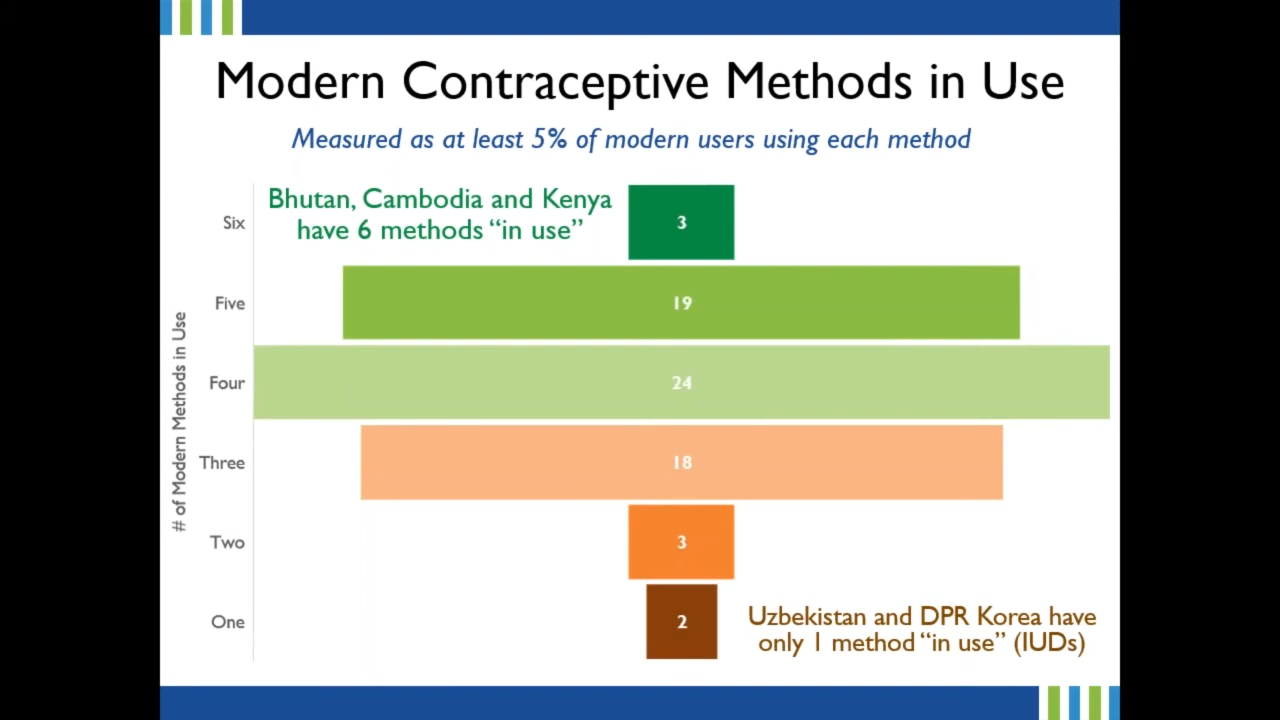 Modern Contraceptive Methods in Use
Measured as at least 5% of modern users using each method
Bhutan, Cambodia and Kenya
have 6 methods “in use”
# of Modern Methods in Use
Six
3
Five
19
Four
24
Three
18
Two
3
One
2
Uzbekistan and DPR Korea have
only 1 method “in use” (IUDs)